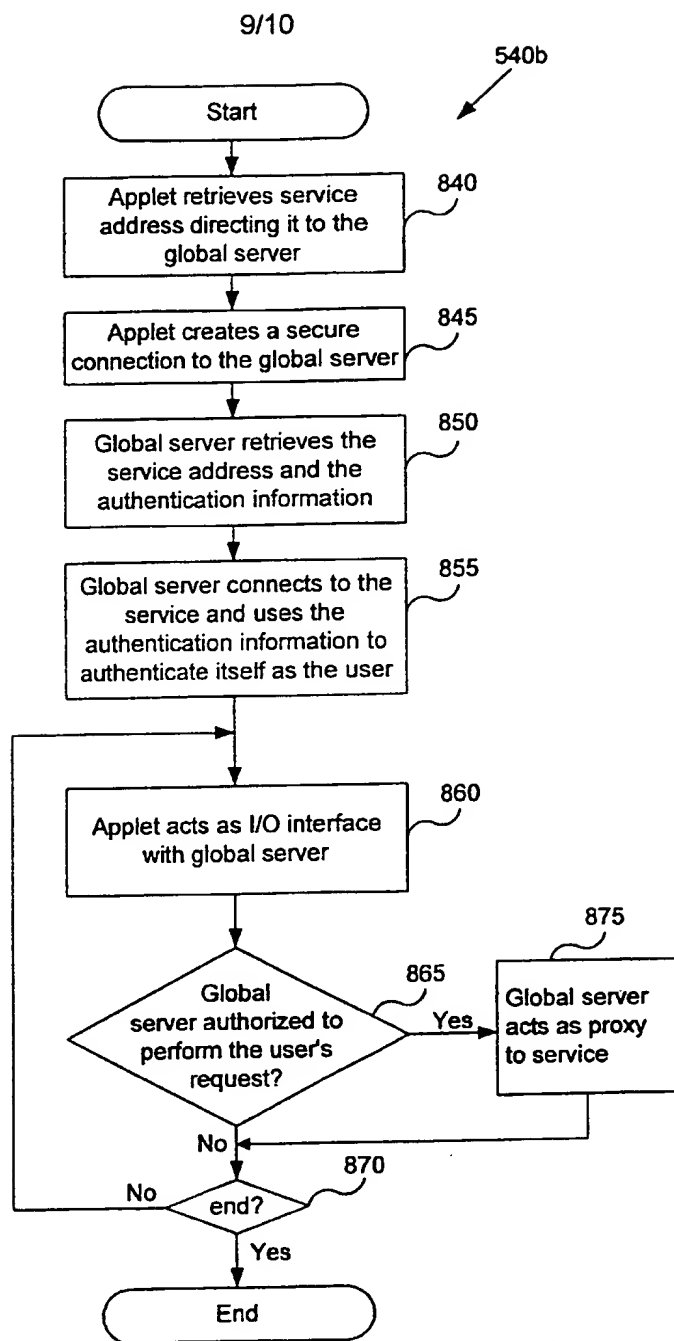 9/10
540b
Start
Applet retrieves service
address directing it to the
global server
840
Applet creates a secure
connection to the global server
845
Global server retrieves the
service address and the
authentication information
850
Global server connects to the
service and uses the
authentication information to
authenticate itself as the user
855
Applet acts as I/O interface
with global server
860
Global
server authorized to
perform the user's
request?
865
Yes
875
Global server
acts as proxy
to service
No
870
No
end?
Yes
End